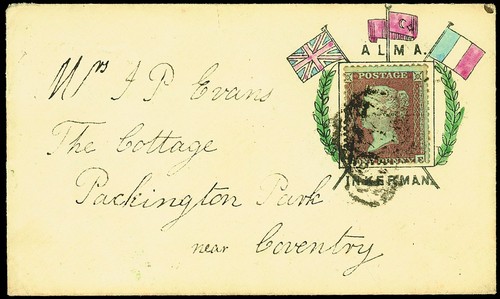 ALMA.
POSTAGE
INKERMAN.
Mrs J P Evans
The Cottage
Packington Park
near Coventry